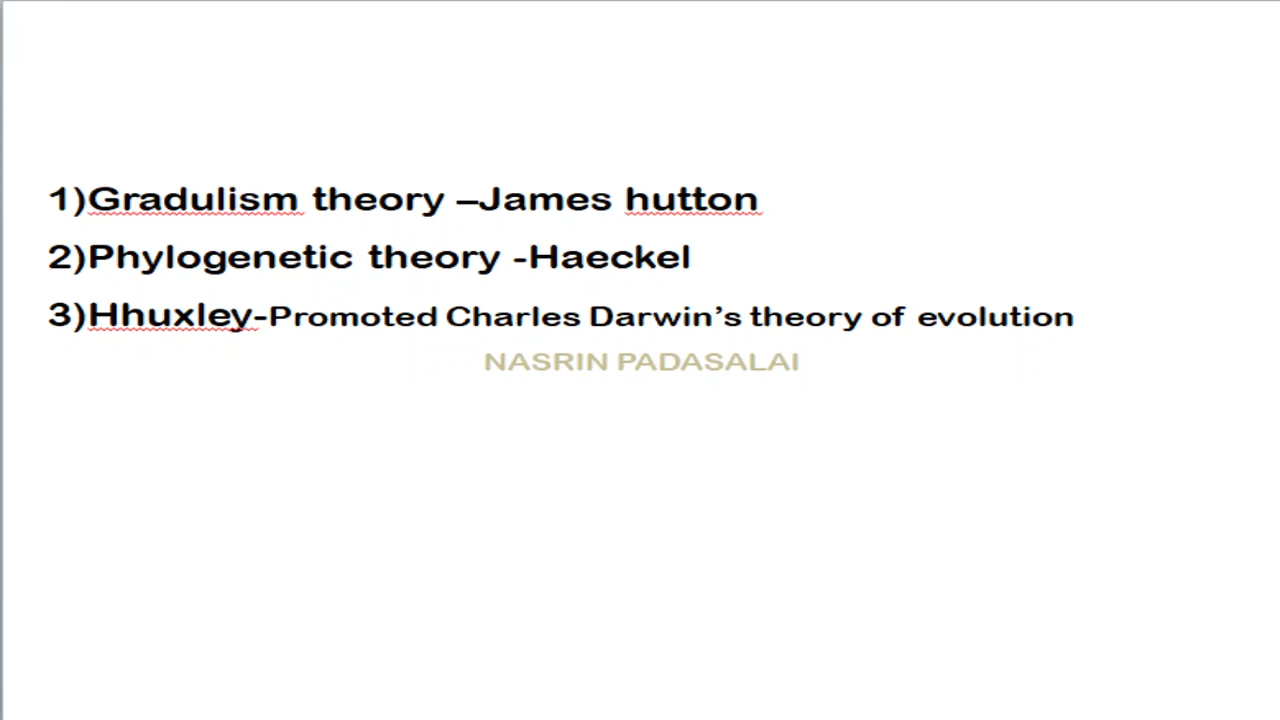 1)Gradulism theory –James hutton
2)Phylogenetic theory -Haeckel
3)Hhuxley-Promoted Charles Darwin’s theory of evolution
NASRIN PADASALAI